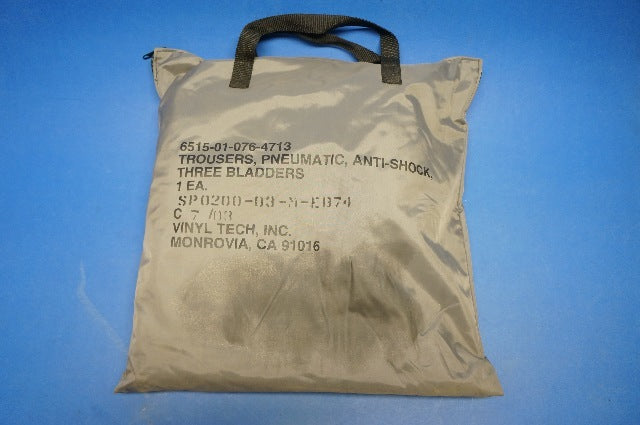 6515-01-076-4713
TROUSERS, PNEUMATIC, ANTI-SHOCK,
THREE BLADDERS
1 EA.
SP0200-03-M-EB74
C 7 /03
VINYL TECH, INC.
MONROVIA, CA 91016